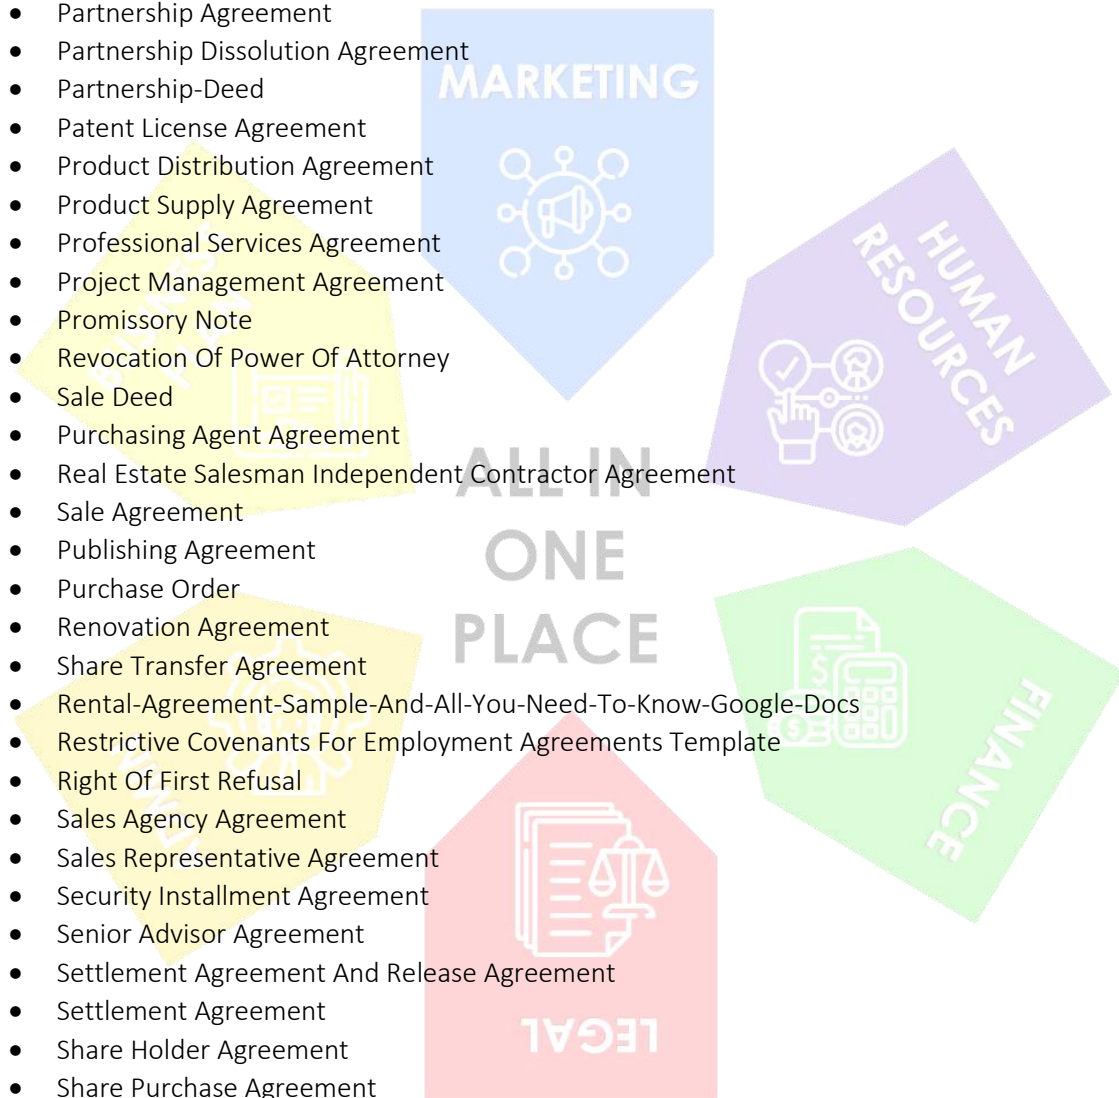 • Partnership Agreement
• Partnership Dissolution Agreement
• Partnership-Deed
• Patent License Agreement
• Product Distribution Agreement
• Product Supply Agreement
• Professional Services Agreement
• Project Management Agreement
• Promissory Note
• Revocation Of Power Of Attorney
• Sale Deed
• Purchasing Agent Agreement
• Real Estate Salesman Independent Contractor Agreement
• Sale Agreement
• Publishing Agreement
• Purchase Order
• Renovation Agreement
• Share Transfer Agreement
• Rental-Agreement-Sample-And-All-You-Need-To-Know-Google-Docs
• Restrictive Covenants For Employment Agreements Template
• Right Of First Refusal
• Sales Agency Agreement
• Sales Representative Agreement
• Security Installment Agreement
• Senior Advisor Agreement
• Settlement Agreement And Release Agreement
• Settlement Agreement
• Share Holder Agreement
• Share Purchase Agreement
MARKETING
HUMAN
RESOURCES
FINANCE
LEGAL
ADMIN
BUSINESS
PLAN
ALL IN
ONE
PLACE